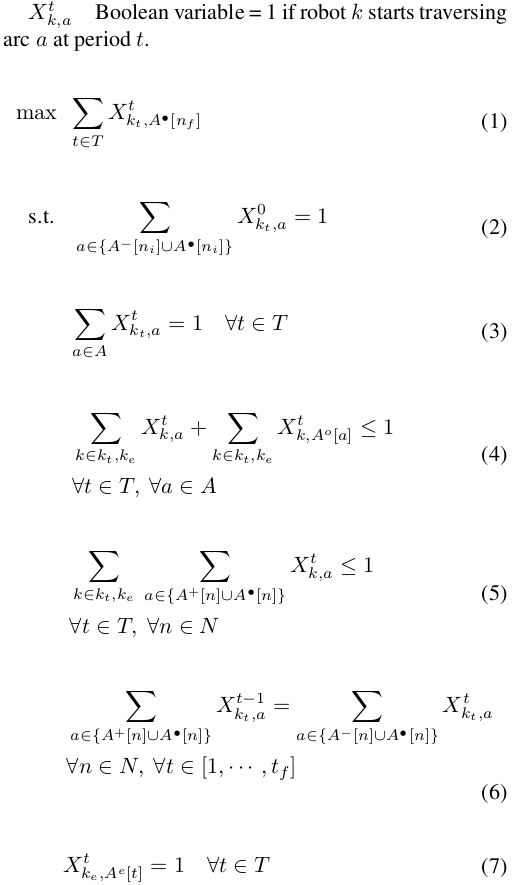 X^t_{k,a} Boolean variable = 1 if robot k starts traversing
arc a at period t.
max ∑_{t∈T} X^t_{k_t,A^•[n_f]} (1)
s.t. ∑_{a∈{A^−[n_i]∪A^•[n_i]}} X^0_{k_t,a} = 1 (2)
∑_{a∈A} X^t_{k_t,a} = 1 ∀t ∈ T (3)
∑_{k∈k_t,k_e} X^t_{k,a} + ∑_{k∈k_t,k_e} X^t_{k,A^o[a]} ≤ 1 (4)
∀t ∈ T, ∀a ∈ A
∑_{k∈k_t,k_e} ∑_{a∈{A^+[n]∪A^•[n]}} X^t_{k,a} ≤ 1 (5)
∀t ∈ T, ∀n ∈ N
∑_{a∈{A^+[n]∪A^•[n]}} X^{t−1}_{k_t,a} = ∑_{a∈{A^−[n]∪A^•[n]}} X^t_{k_t,a}
∀n ∈ N, ∀t ∈ [1, ⋯ , t_f]
(6)
X^t_{k_e,A^e[t]} = 1 ∀t ∈ T (7)